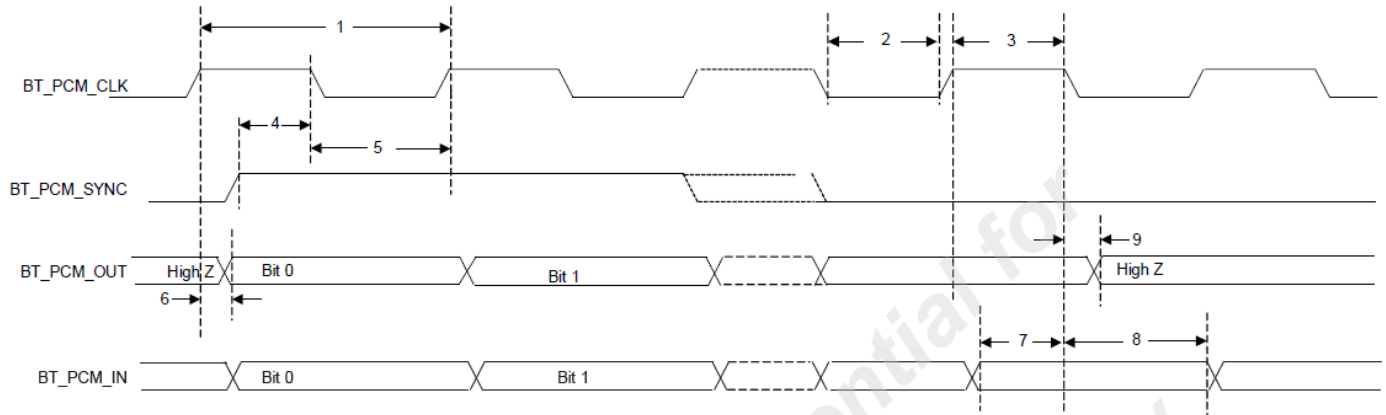 1
2
3
BT_PCM_CLK
4
5
BT_PCM_SYNC
9
BT_PCM_OUT
High Z
Bit 0
Bit 1
High Z
6
7
8
BT_PCM_IN
Bit 0
Bit 1
for